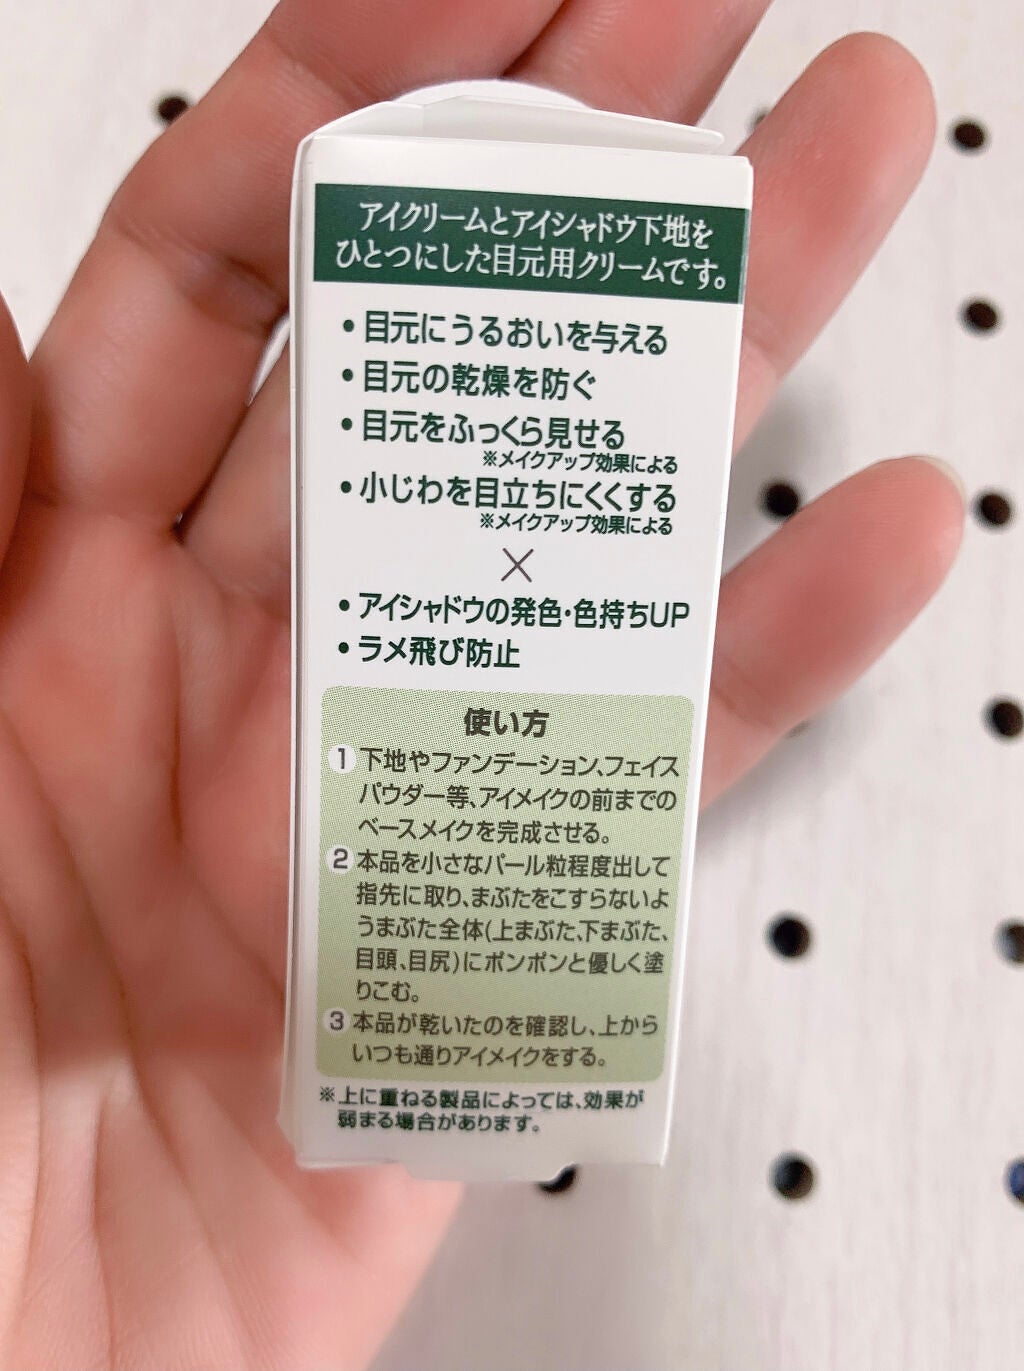 アイクリームとアイシャドウ下地を
ひとつにした目元用クリームです。
•目元にうるおいを与える
•目元の乾燥を防ぐ
•目元をふっくら見せる
※メイクアップ効果による
•小じわを目立ちにくくする
※メイクアップ効果による
×
•アイシャドウの発色・色持ちUP
•ラメ飛び防止
使い方
1 下地やファンデーション、フェイス
パウダー等、アイメイクの前までの
ベースメイクを完成させる。
2 本品を小さなパール粒程度出して
指先に取り、まぶたをこすらないよ
うまぶた全体(上まぶた、下まぶた、
目頭、目尻)にポンポンと優しく塗
りこむ。
3 本品が乾いたのを確認し、上から
いつも通りアイメイクをする。
※上に重ねる製品によっては、効果が
弱まる場合があります。